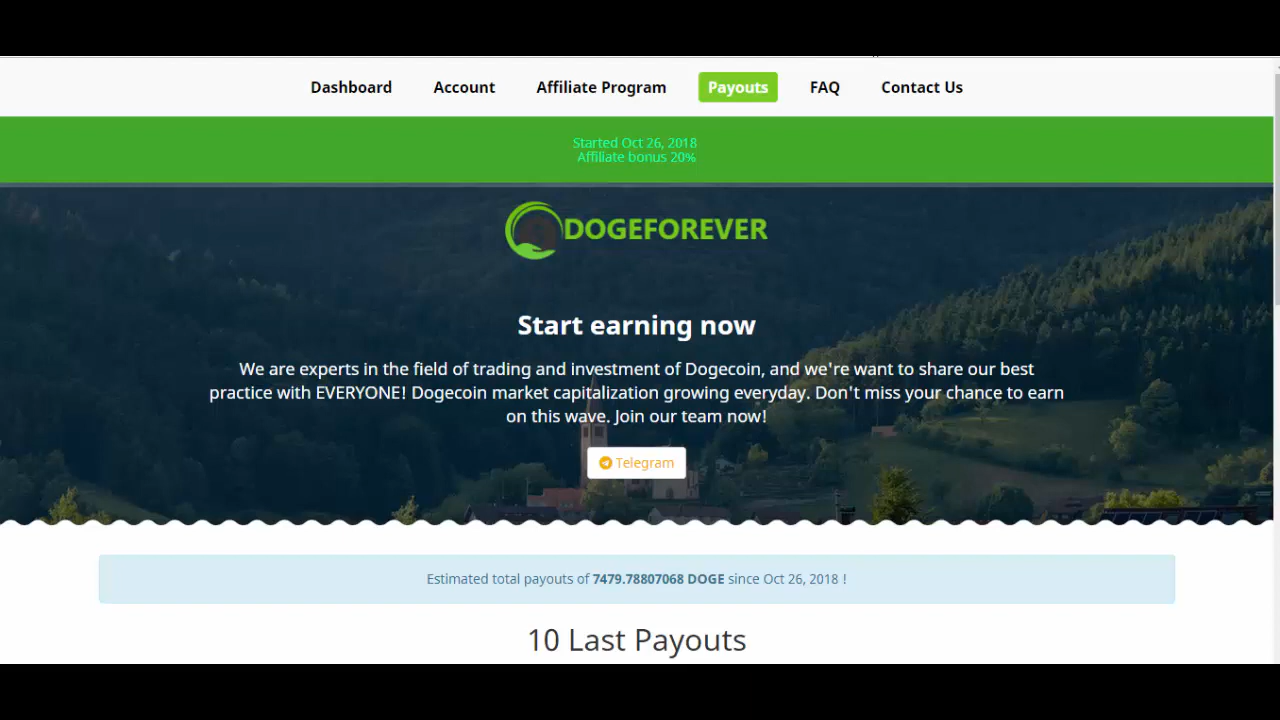 Dashboard Account Affiliate Program Payouts FAQ Contact Us
Started Oct 26, 2018
Affiliate bonus 20%
DOGEFOREVER
Start earning now
We are experts in the field of trading and investment of Dogecoin, and we're want to share our best
practice with EVERYONE! Dogecoin market capitalization growing everyday. Don't miss your chance to earn
on this wave. Join our team now!
Telegram
Estimated total payouts of 7479.78807068 DOGE since Oct 26, 2018 !
10 Last Payouts